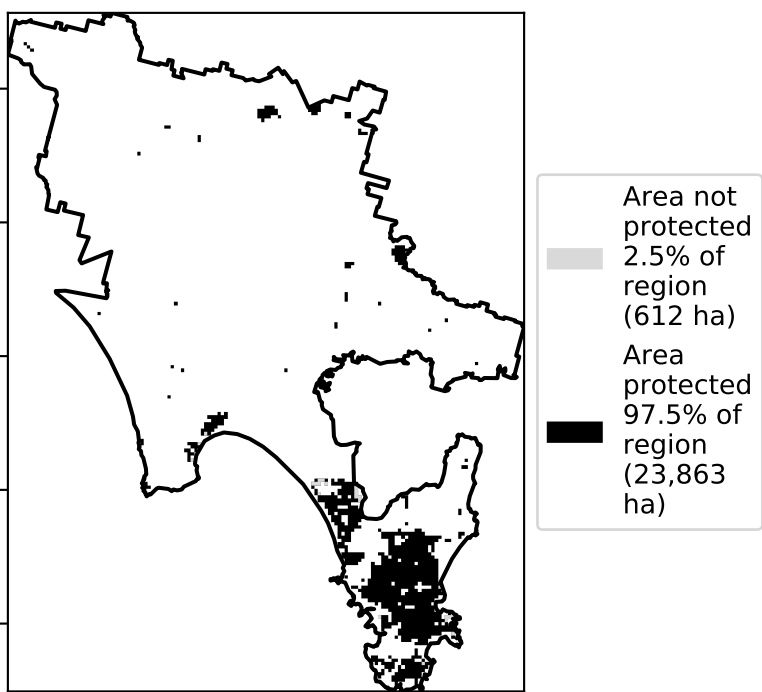 Area not
protected
2.5% of
region
(612 ha)
Area
protected
97.5% of
region
(23,863
ha)